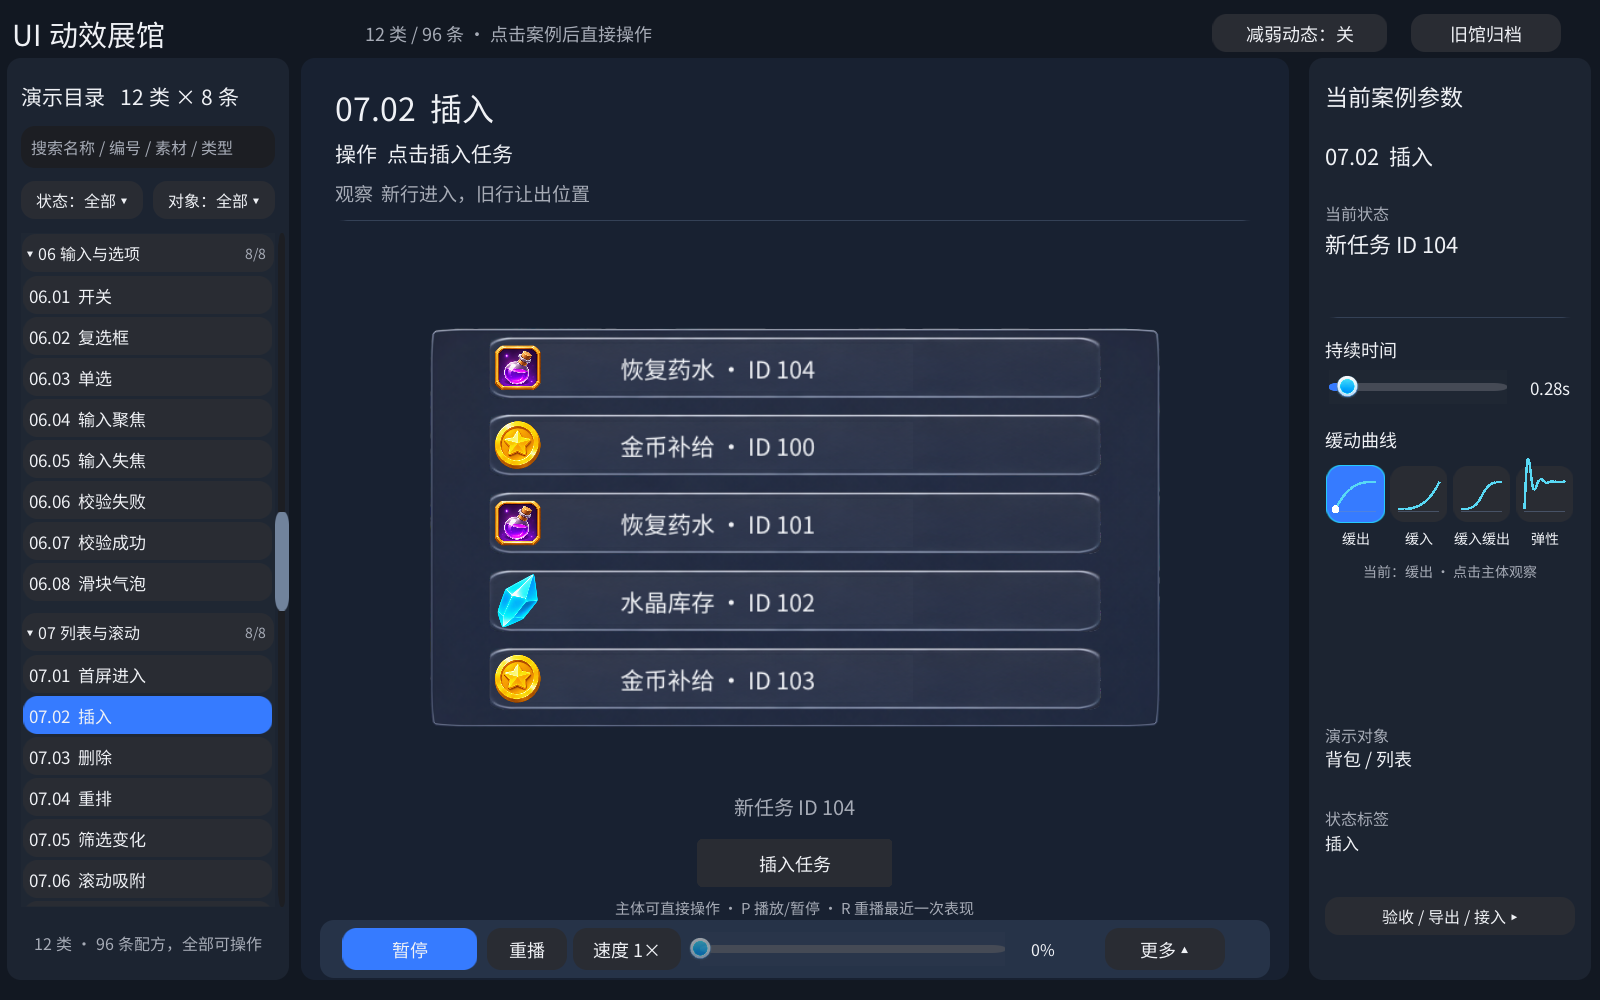 UI 动效展馆
12 类 / 96 条 · 点击案例后直接操作
减弱动态：关
旧馆归档
演示目录 12 类 × 8 条
搜索名称 / 编号 / 素材 / 类型
状态：全部 ▾
对象：全部 ▾
▾ 06 输入与选项 8/8
06.01 开关
06.02 复选框
06.03 单选
06.04 输入聚焦
06.05 输入失焦
06.06 校验失败
06.07 校验成功
06.08 滑块气泡
▾ 07 列表与滚动 8/8
07.01 首屏进入
07.02 插入
07.03 删除
07.04 重排
07.05 筛选变化
07.06 滚动吸附
12 类 · 96 条配方，全部可操作
07.02 插入
操作 点击插入任务
观察 新行进入，旧行让出位置
恢复药水 · ID 104
金币补给 · ID 100
恢复药水 · ID 101
水晶库存 · ID 102
金币补给 · ID 103
新任务 ID 104
插入任务
主体可直接操作 · P 播放/暂停 · R 重播最近一次表现
暂停
重播
速度 1×
0%
更多 ▴
当前案例参数
07.02 插入
当前状态
新任务 ID 104
持续时间
0.28s
缓动曲线
缓出
缓入
缓入缓出
弹性
当前：缓出 · 点击主体观察
演示对象
背包 / 列表
状态标签
插入
验收 / 导出 / 接入 ▸